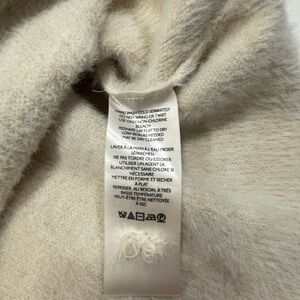 HAND WASH COLD SEPARATELY
DO NOT WRING OR TWIST
USE ONLY NON-CHLORINE
BLEACH
RESHAPE LAY FLAT TO DRY
LOW IRON AS NEEDED
MAY BE DRY CLEANED
LAVER À LA MAIN À L'EAU FROIDE
SÉPARÉMENT
NE PAS TORDRE OU ESSORER
UTILISER UN AGENT DE
BLANCHIMENT SANS CHLORE SI
NÉCESSAIRE
METTRE EN FORME ET SÉCHER
À PLAT
REPASSER, AU BESOIN, À TRÈS
BASSE TEMPÉRATURE
PEUT-ÊTRE ÊTRE NETTOYÉE
À SEC